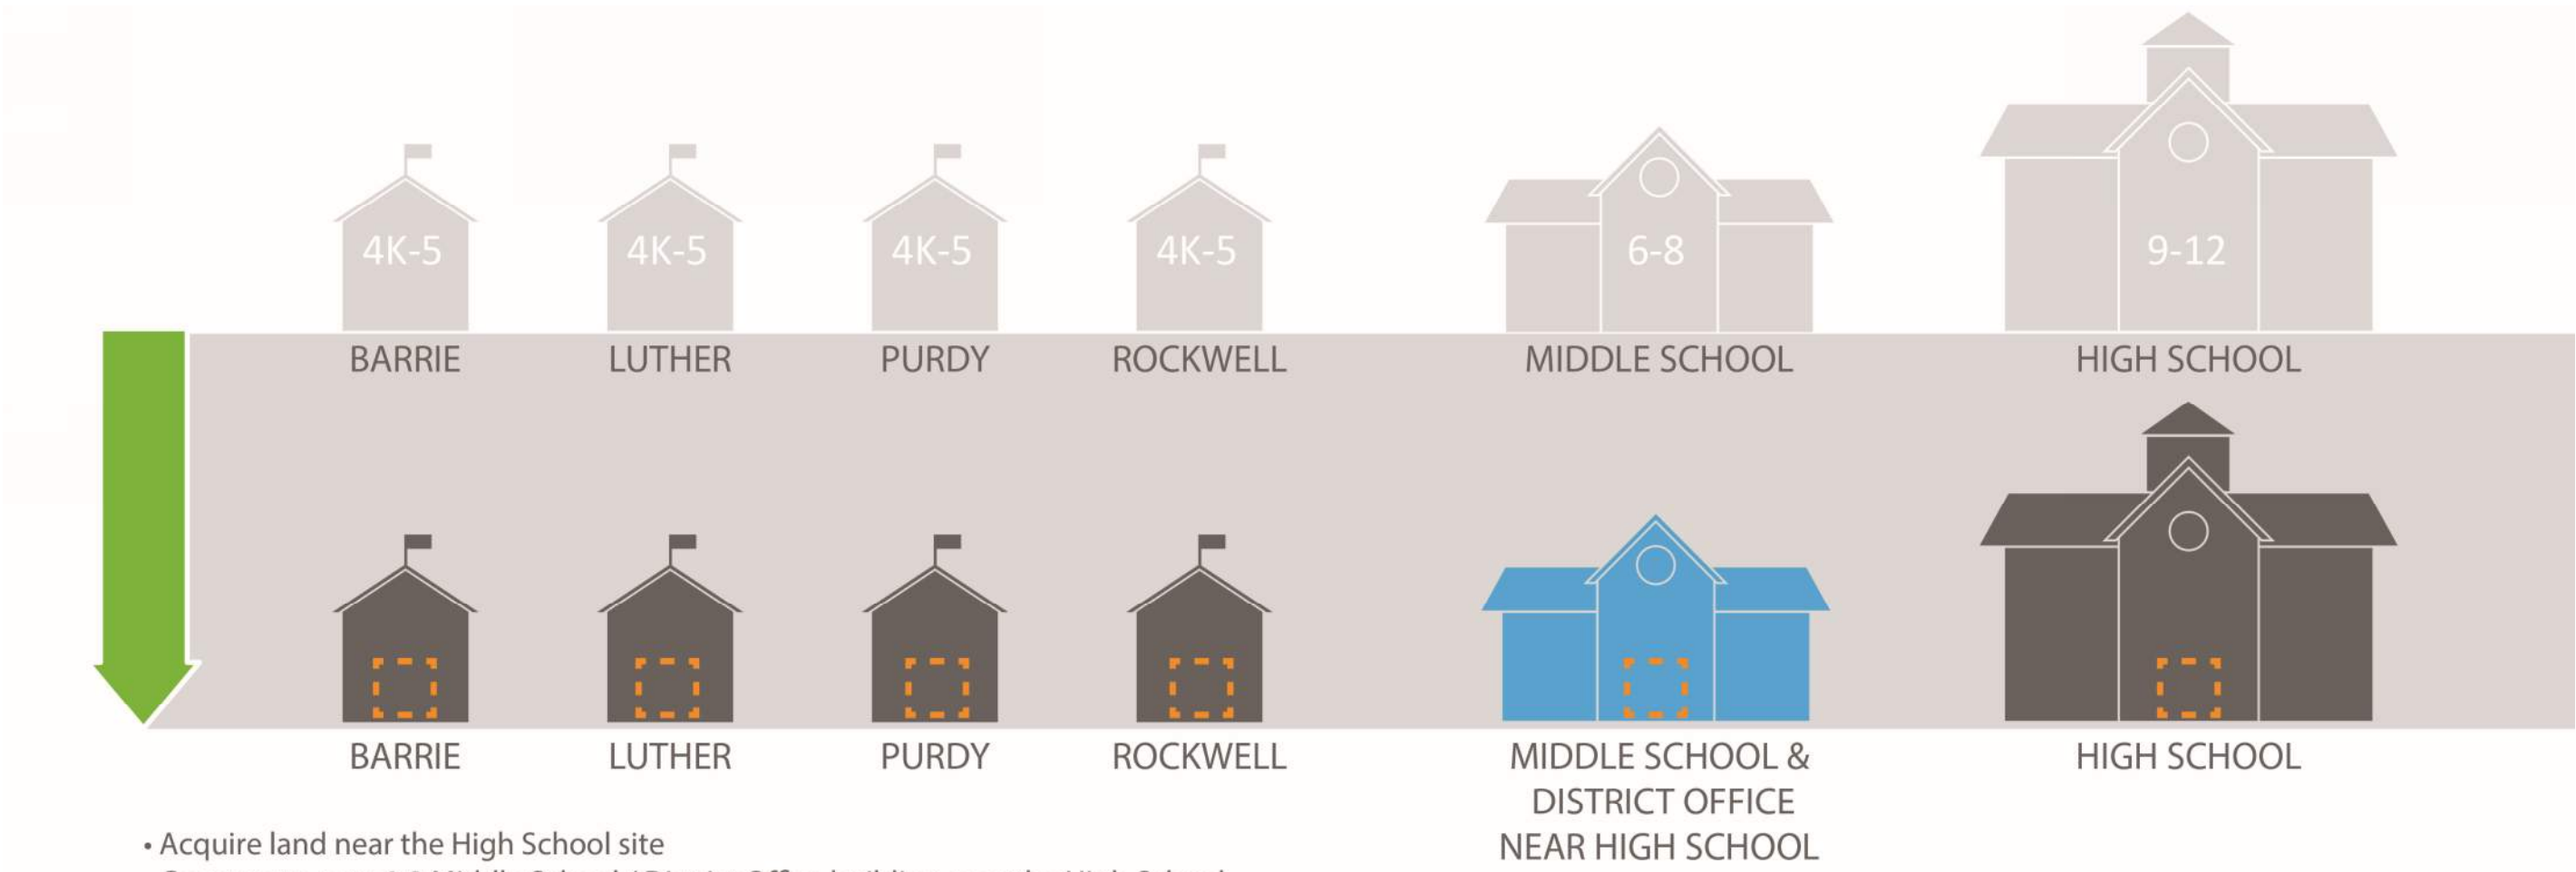 4K-5 4K-5 4K-5 4K-5 6-8 9-12
BARRIE LUTHER PURDY ROCKWELL MIDDLE SCHOOL HIGH SCHOOL
BARRIE LUTHER PURDY ROCKWELL MIDDLE SCHOOL & HIGH SCHOOL
DISTRICT OFFICE
NEAR HIGH SCHOOL
• Acquire land near the High School site